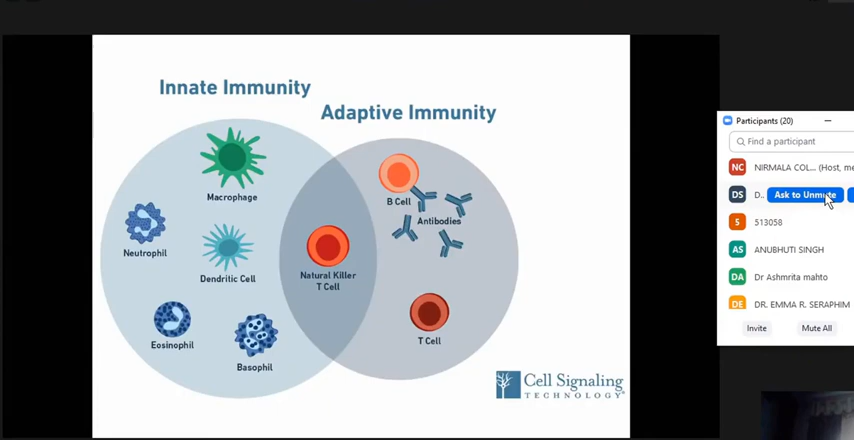 Innate Immunity
Adaptive Immunity
Macrophage
Neutrophil
Dendritic Cell
Eosinophil
Basophil
Natural Killer
T Cell
B Cell
Antibodies
T Cell
Cell Signaling
TECHNOLOGY®
Participants (20)
Find a participant
NC NIRMALA COL... (Host, me
DS D.. Ask to Unmute
5 513058
AS ANUBHUTI SINGH
DA Dr Ashmrita mahto
DE DR. EMMA R. SERAPHIM
Invite Mute All